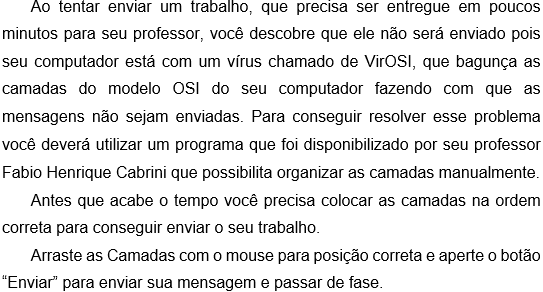 Ao tentar enviar um trabalho, que precisa ser entregue em poucos
minutos para seu professor, você descobre que ele não será enviado pois
seu computador está com um vírus chamado de VirOSI, que bagunça as
camadas do modelo OSI do seu computador fazendo com que as
mensagens não sejam enviadas. Para conseguir resolver esse problema
você deverá utilizar um programa que foi disponibilizado por seu professor
Fabio Henrique Cabrini que possibilita organizar as camadas manualmente.
Antes que acabe o tempo você precisa colocar as camadas na ordem
correta para conseguir enviar o seu trabalho.
Arraste as Camadas com o mouse para posição correta e aperte o botão
“Enviar” para enviar sua mensagem e passar de fase.